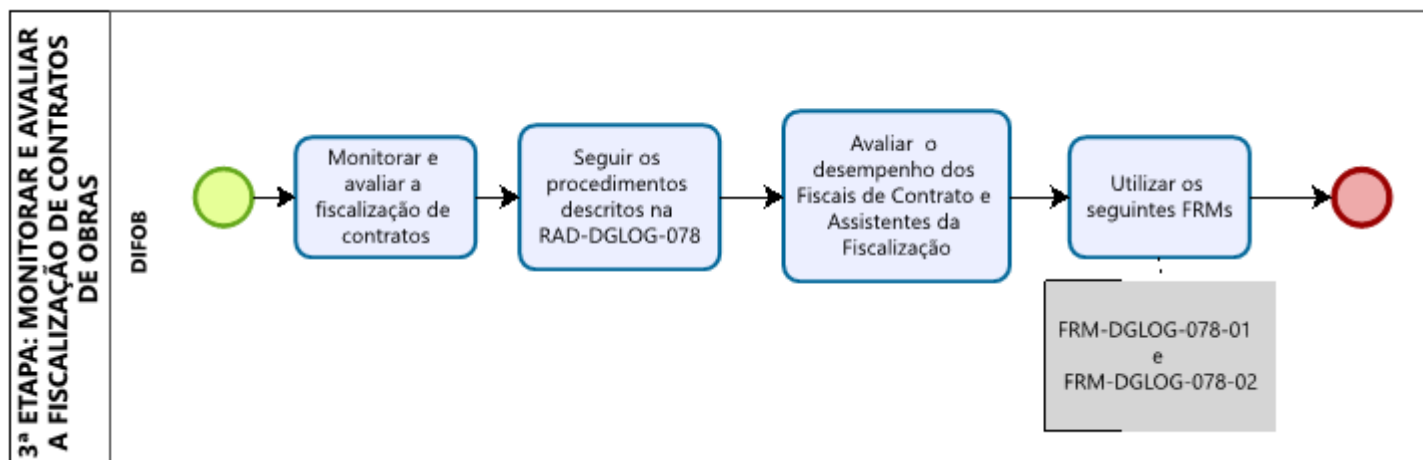 3ª ETAPA: MONITORAR E AVALIAR
A FISCALIZAÇÃO DE CONTRATOS
DE OBRAS
DIFOB
Monitorar e
avaliar a
fiscalização de
contratos
Seguir os
procedimentos
descritos na
RAD-DGLOG-078
Avaliar o
desempenho dos
Fiscais de Contrato e
Assistentes da
Fiscalização
Utilizar os
seguintes FRMs
FRM-DGLOG-078-01
e
FRM-DGLOG-078-02